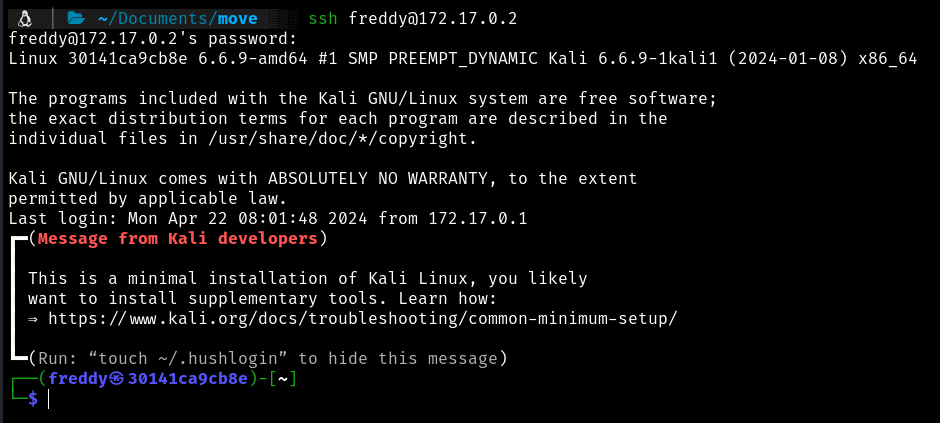 ~/Documents/move ssh freddy@172.17.0.2
freddy@172.17.0.2's password:
Linux 30141ca9cb8e 6.6.9-amd64 #1 SMP PREEMPT_DYNAMIC Kali 6.6.9-1kali1 (2024-01-08) x86_64
The programs included with the Kali GNU/Linux system are free software;
the exact distribution terms for each program are described in the
individual files in /usr/share/doc/*/copyright.
Kali GNU/Linux comes with ABSOLUTELY NO WARRANTY, to the extent
permitted by applicable law.
Last login: Mon Apr 22 08:01:48 2024 from 172.17.0.1
┏━(Message from Kali developers)
┃ This is a minimal installation of Kali Linux, you likely
┃ want to install supplementary tools. Learn how:
┃ ⇒ https://www.kali.org/docs/troubleshooting/common-minimum-setup/
┗━(Run: “touch ~/.hushlogin” to hide this message)
┌──(freddy㉿30141ca9cb8e)-[~]
└─$